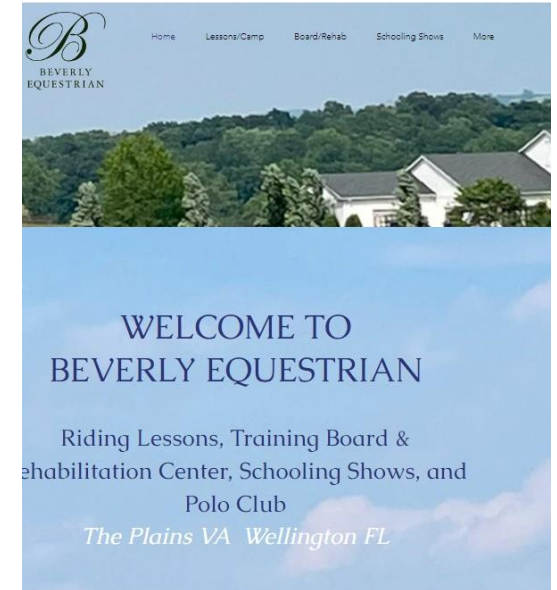 B
BEVERLY
EQUESTRIAN
Home Lessons/Camp Board/Rehab Schooling Shows More
WELCOME TO
BEVERLY EQUESTRIAN
Riding Lessons, Training Board &
ehabilitation Center, Schooling Shows, and
Polo Club
The Plains VA Wellington FL